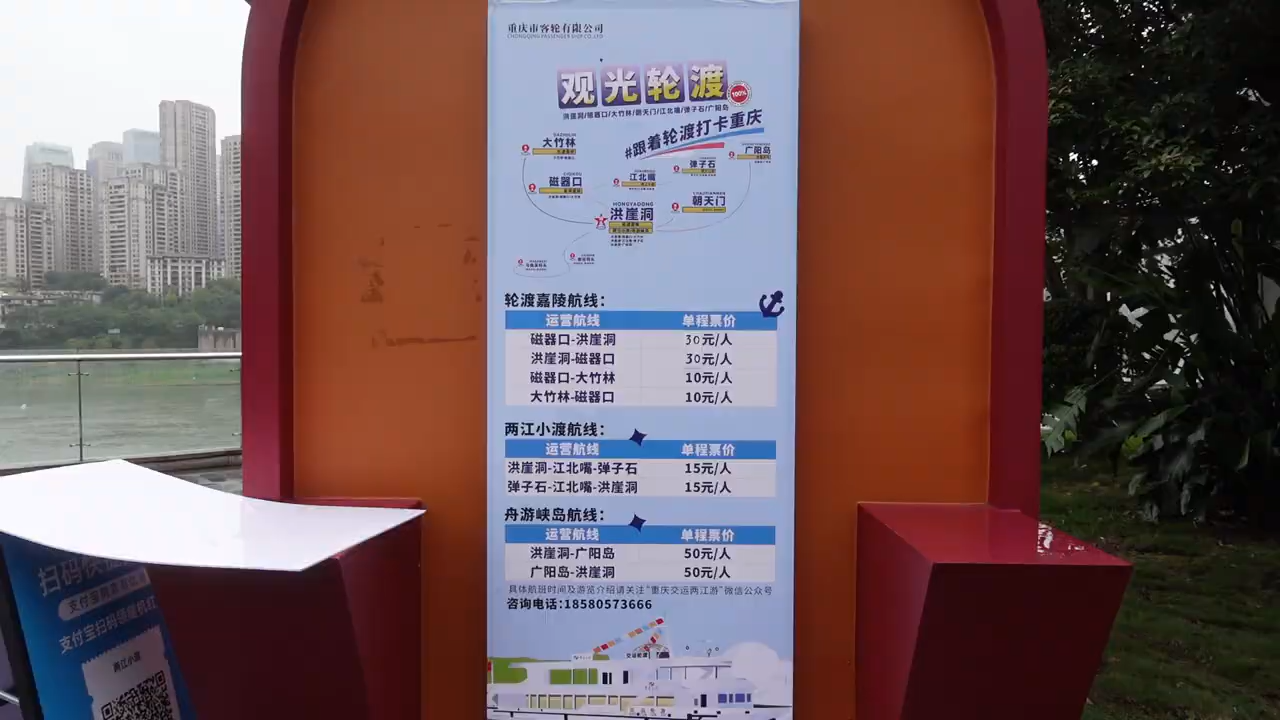 重庆市客轮有限公司
CHONGQING PASSENGER SHIP CO.,LTD
观光轮渡
100%
洪崖洞/磁器口/大竹林/朝天门/江北嘴/弹子石/广阳岛
#跟着轮渡打卡重庆
大竹林
广阳岛
弹子石
磁器口
江北嘴
朝天门
HONGYADONG
洪崖洞
轮渡嘉陵航线：
运营航线 单程票价
磁器口-洪崖洞 30元/人
洪崖洞-磁器口 30元/人
磁器口-大竹林 10元/人
大竹林-磁器口 10元/人
两江小渡航线：
运营航线 单程票价
洪崖洞-江北嘴-弹子石 15元/人
弹子石-江北嘴-洪崖洞 15元/人
舟游峡岛航线：
运营航线 单程票价
洪崖洞-广阳岛 50元/人
广阳岛-洪崖洞 50元/人
具体航班时间及游览介绍请关注"重庆交运两江游"微信公众号
咨询电话：18580573666
扫码
支付宝
支付宝扫码领随机红
两江小渡